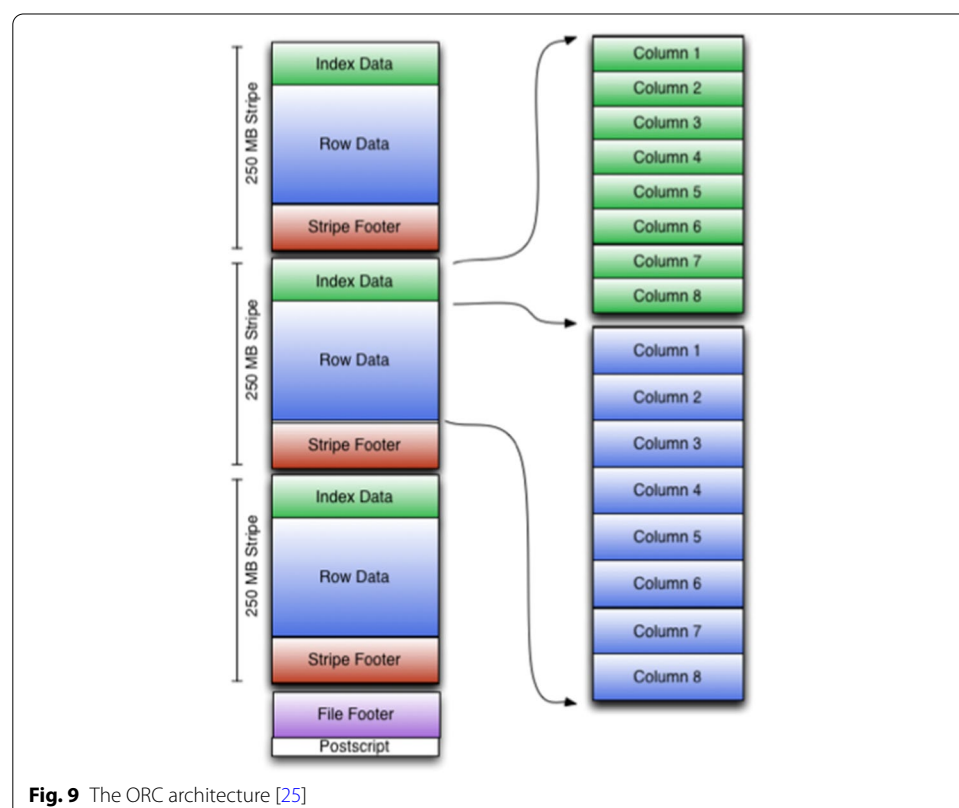 250 MB Stripe
Index Data
Row Data
Stripe Footer
250 MB Stripe
Index Data
Row Data
Stripe Footer
250 MB Stripe
Index Data
Row Data
Stripe Footer
File Footer
Postscript
Column 1
Column 2
Column 3
Column 4
Column 5
Column 6
Column 7
Column 8
Column 1
Column 2
Column 3
Column 4
Column 5
Column 6
Column 7
Column 8
Fig. 9 The ORC architecture [25]